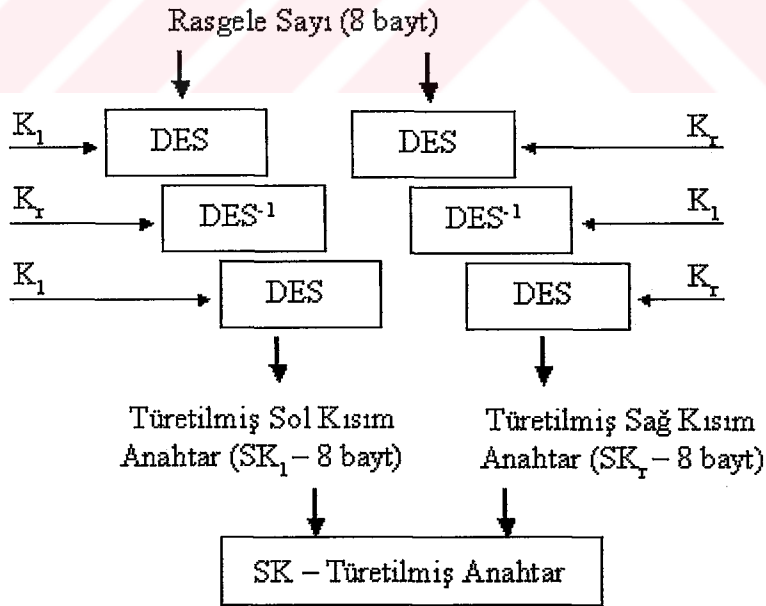 Rasgele Sayı (8 bayt)
K₁ DES DES Kᵣ
Kᵣ DES⁻¹ DES⁻¹ K₁
K₁ DES DES Kᵣ
Türetilmiş Sol Kısım
Anahtar (SK₁ – 8 bayt)
Türetilmiş Sağ Kısım
Anahtar (SKᵣ – 8 bayt)
SK – Türetilmiş Anahtar